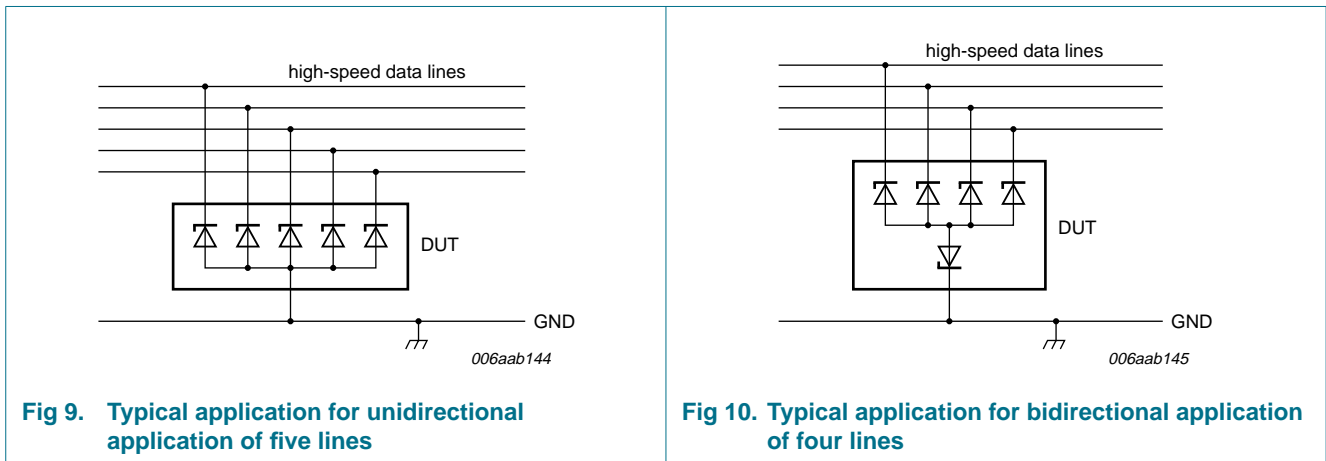 high-speed data lines
DUT
GND
006aab144
Fig 9. Typical application for unidirectional
application of five lines
high-speed data lines
DUT
GND
006aab145
Fig 10. Typical application for bidirectional application
of four lines